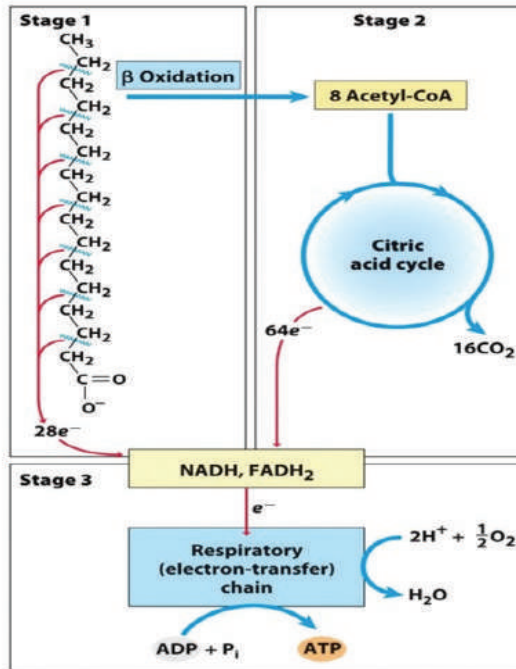 Stage 1
CH₃
CH₂
CH₂
CH₂
CH₂
CH₂
CH₂
CH₂
CH₂
CH₂
CH₂
CH₂
CH₂
CH₂
CH₂
C=O
O⁻
28e⁻
β Oxidation
Stage 2
8 Acetyl-CoA
Citric
acid cycle
64e⁻
16CO₂
NADH, FADH₂
Stage 3
e⁻
Respiratory
(electron-transfer)
chain
2H⁺ + ½O₂
H₂O
ADP + Pᵢ
ATP